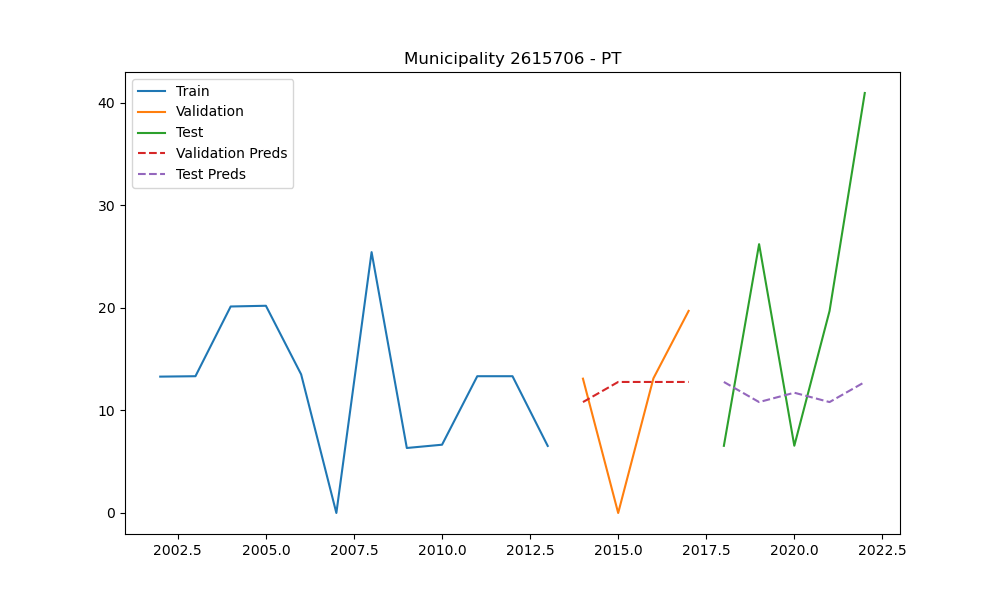 Municipality 2615706 - PT
Train
Validation
Test
Validation Preds
Test Preds
40
30
20
10
0
2002.5 2005.0 2007.5 2010.0 2012.5 2015.0 2017.5 2020.0 2022.5